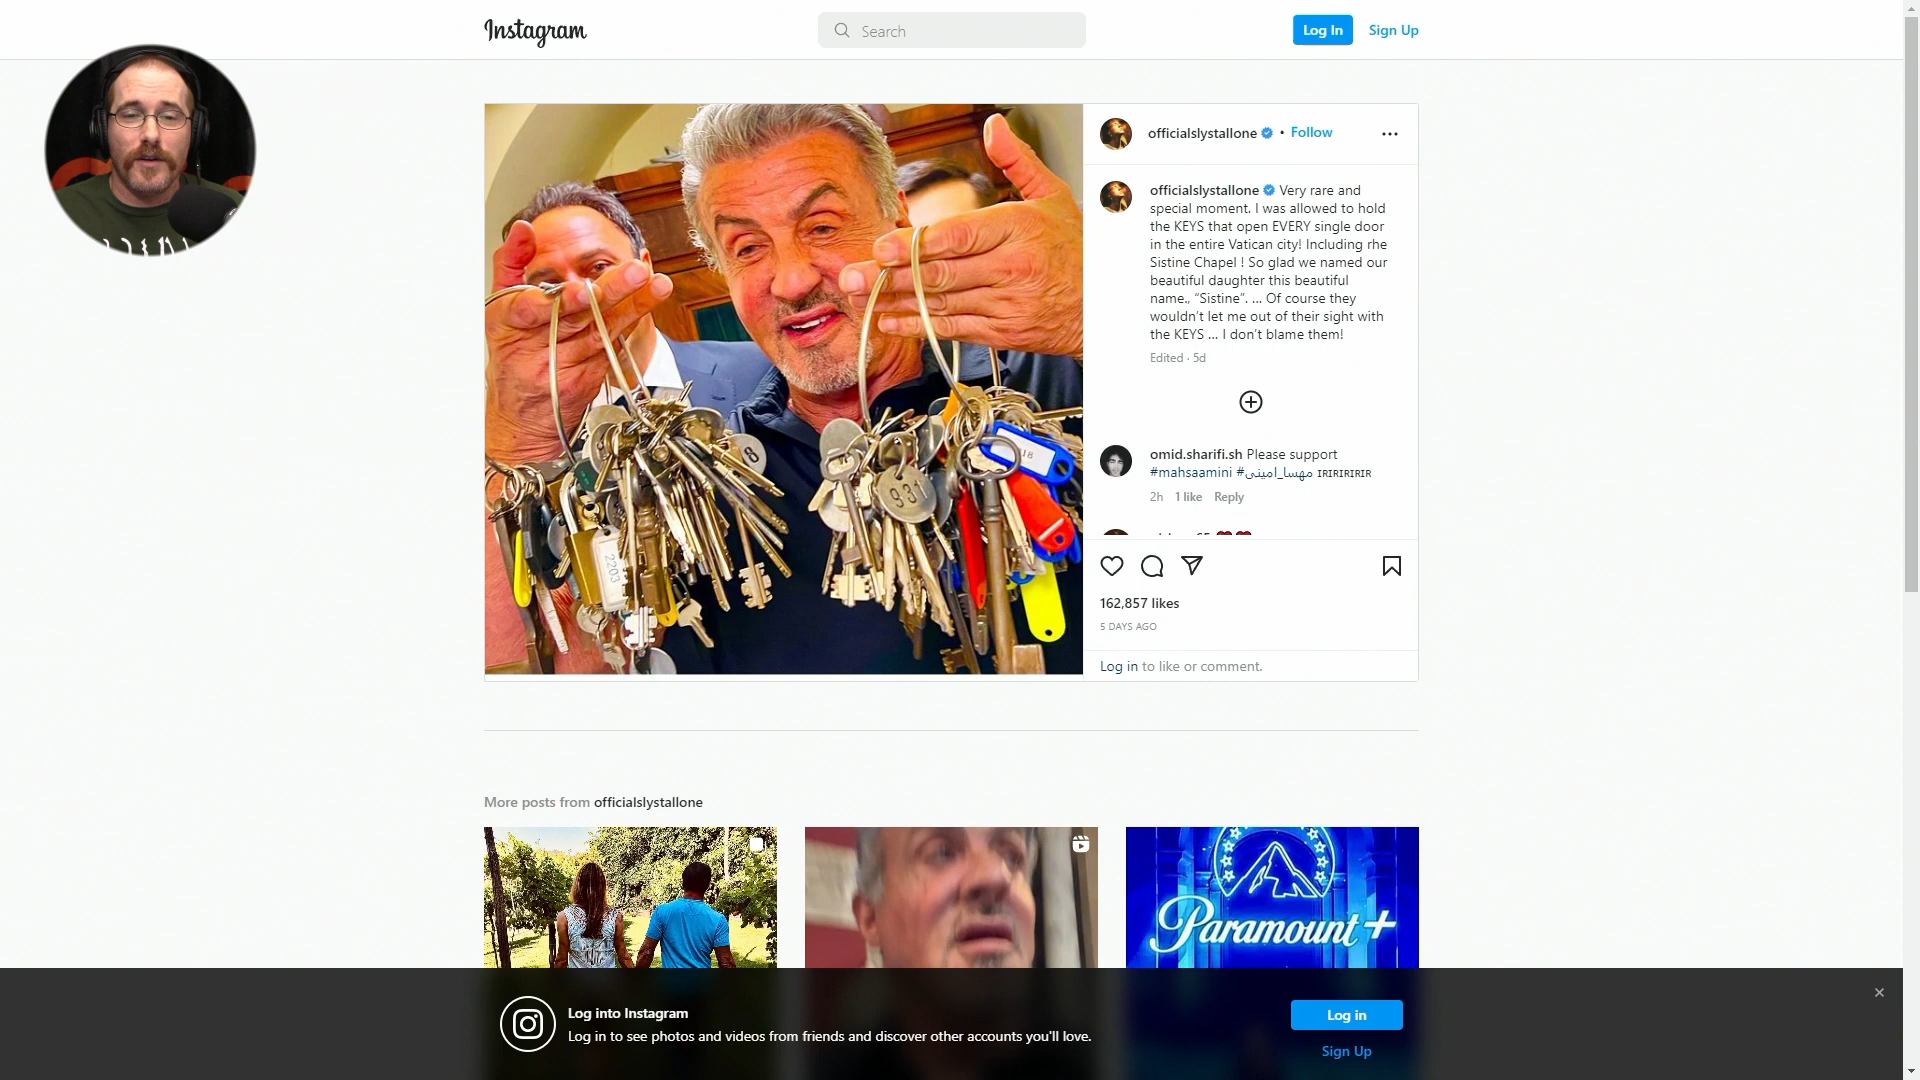 Instagram
Search
Log In
Sign Up
officialslystallone • Follow
officialslystallone Very rare and
special moment. I was allowed to hold
the KEYS that open EVERY single door
in the entire Vatican city! Including rhe
Sistine Chapel ! So glad we named our
beautiful daughter this beautiful
name., “Sistine”. ... Of course they
wouldn’t let me out of their sight with
the KEYS ... I don’t blame them!
Edited · 5d
omid.sharifi.sh Please support
#mahsaamini #مهسا_امینی ɪʀɪʀɪʀɪʀɪʀ
2h 1 like Reply
162,857 likes
5 DAYS AGO
Log in to like or comment.
8
931
18
2203
More posts from officialslystallone
Paramount+
Log into Instagram
Log in to see photos and videos from friends and discover other accounts you'll love.
Log in
Sign Up